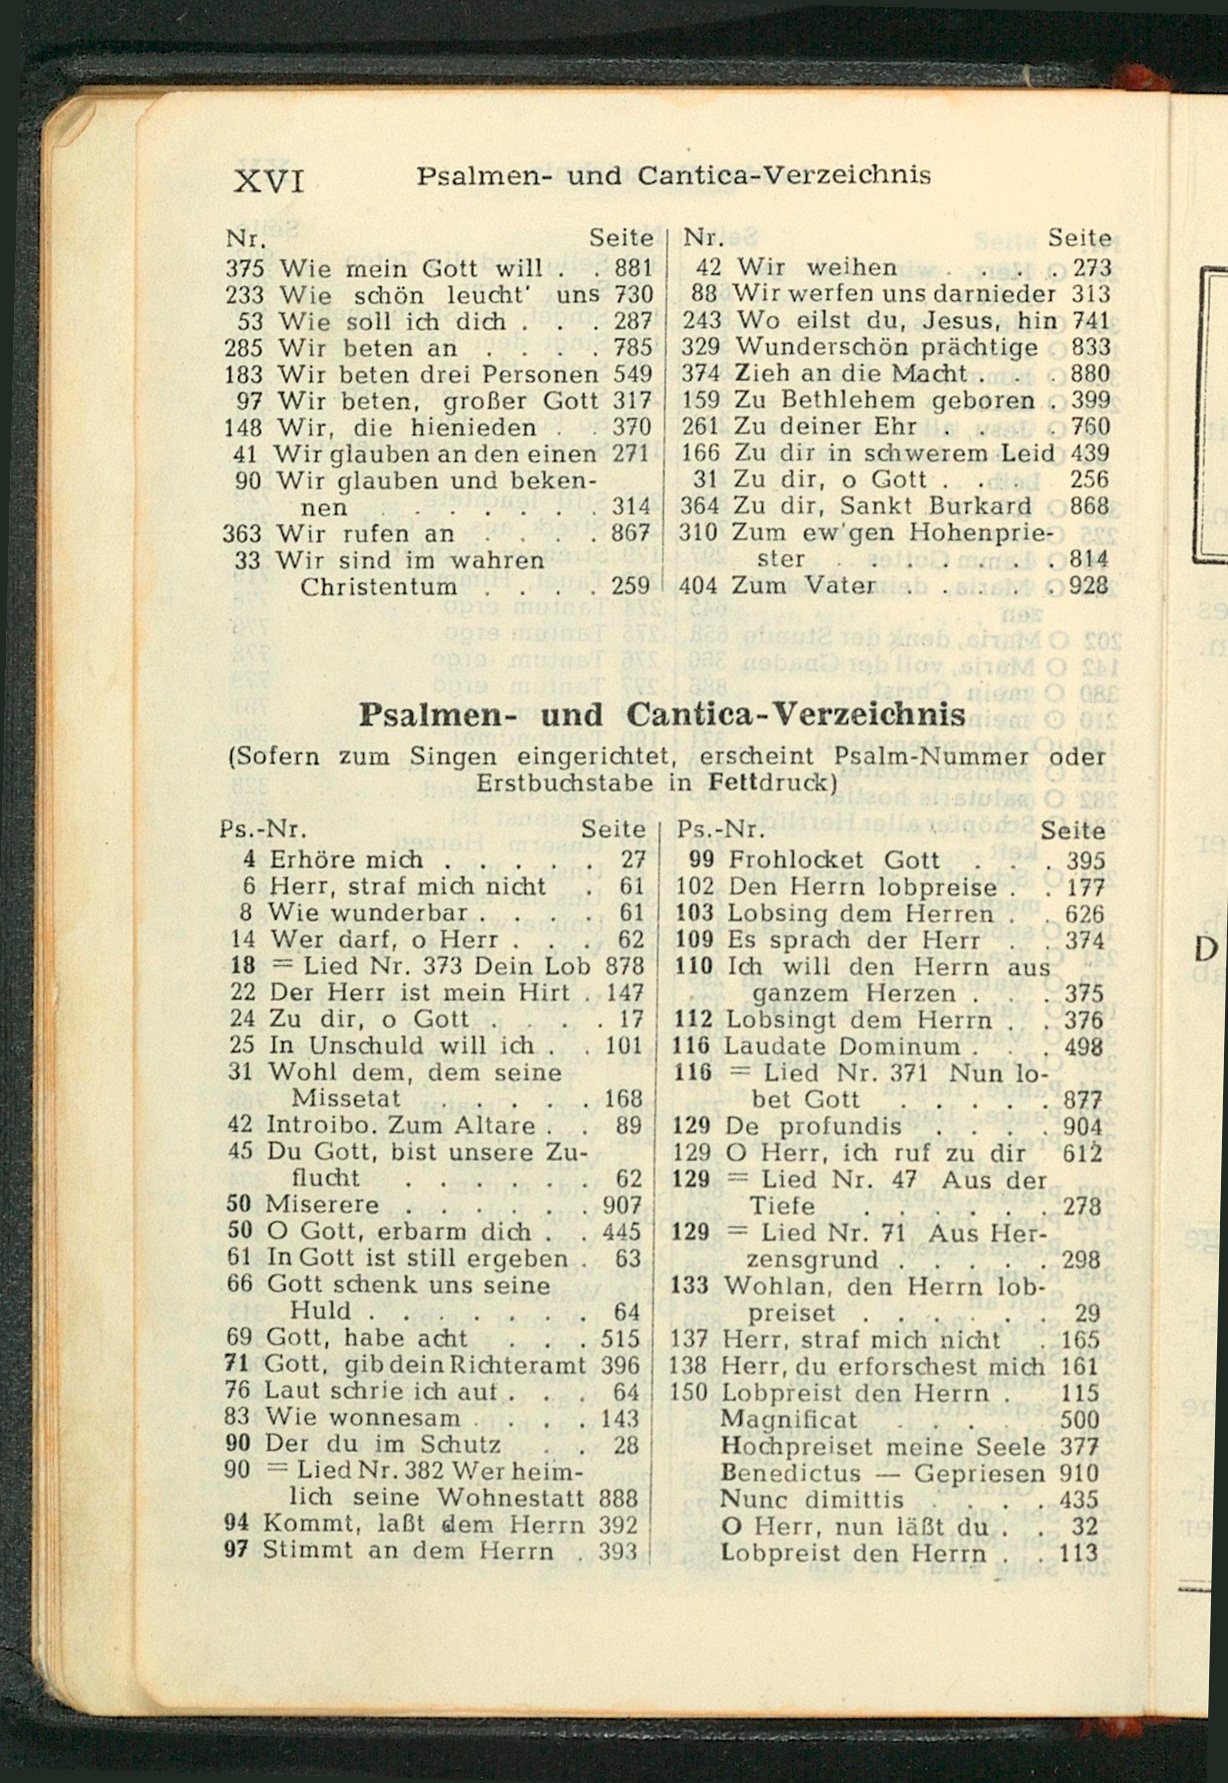 XVI Psalmen- und Cantica-Verzeichnis
Nr. Seite
375 Wie mein Gott will . . 881
233 Wie schön leucht' uns 730
53 Wie soll ich dich . . . 287
285 Wir beten an . . . . 785
183 Wir beten drei Personen 549
97 Wir beten, großer Gott 317
148 Wir, die hienieden . . 370
41 Wir glauben an den einen 271
90 Wir glauben und beken-
nen . . . . . . . 314
363 Wir rufen an . . . . 867
33 Wir sind im wahren
Christentum . . . . 259
Nr. Seite
42 Wir weihen . . . . 273
88 Wir werfen uns darnieder 313
243 Wo eilst du, Jesus, hin 741
329 Wunderschön prächtige 833
374 Zieh an die Macht . . . 880
159 Zu Bethlehem geboren . 399
261 Zu deiner Ehr . . . . 760
166 Zu dir in schwerem Leid 439
31 Zu dir, o Gott . . . 256
364 Zu dir, Sankt Burkard 868
310 Zum ew'gen Hohenprie-
ster . . . . . . . 814
404 Zum Vater . . . . . 928
Psalmen- und Cantica-Verzeichnis
(Sofern zum Singen eingerichtet, erscheint Psalm-Nummer oder
Erstbuchstabe in Fettdruck)
Ps.-Nr. Seite
4 Erhöre mich . . . . . 27
6 Herr, straf mich nicht . 61
8 Wie wunderbar . . . . 61
14 Wer darf, o Herr . . . 62
18 = Lied Nr. 373 Dein Lob 878
22 Der Herr ist mein Hirt . 147
24 Zu dir, o Gott . . . . 17
25 In Unschuld will ich . . 101
31 Wohl dem, dem seine
Missetat . . . . . 168
42 Introibo. Zum Altare . . 89
45 Du Gott, bist unsere Zu-
flucht . . . . . . 62
50 Miserere . . . . . . 907
50 O Gott, erbarm dich . . 445
61 In Gott ist still ergeben . 63
66 Gott schenk uns seine
Huld . . . . . . . 64
69 Gott, habe acht . . . 515
71 Gott, gib dein Richteramt 396
76 Laut schrie ich auf . . . 64
83 Wie wonnesam . . . . 143
90 Der du im Schutz . . 28
90 = Lied Nr. 382 Wer heim-
lich seine Wohnestatt 888
94 Kommt, laßt dem Herrn 392
97 Stimmt an dem Herrn . 393
Ps.-Nr. Seite
99 Frohlocket Gott . . . 395
102 Den Herrn lobpreise . . 177
103 Lobsing dem Herren . . 626
109 Es sprach der Herr . . 374
110 Ich will den Herrn aus
ganzem Herzen . . . 375
112 Lobsingt dem Herrn . . 376
116 Laudate Dominum . . . 498
116 = Lied Nr. 371 Nun lo-
bet Gott . . . . . 877
129 De profundis . . . . 904
129 O Herr, ich ruf zu dir 612
129 = Lied Nr. 47 Aus der
Tiefe . . . . . . 278
129 = Lied Nr. 71 Aus Her-
zensgrund . . . . . 298
133 Wohlan, den Herrn lob-
preiset . . . . . . 29
137 Herr, straf mich nicht . 165
138 Herr, du erforschest mich 161
150 Lobpreist den Herrn . 115
Magnificat . . . . 500
Hochpreiset meine Seele 377
Benedictus — Gepriesen 910
Nunc dimittis . . . . 435
O Herr, nun läßt du . . 32
Lobpreist den Herrn . . 113
D